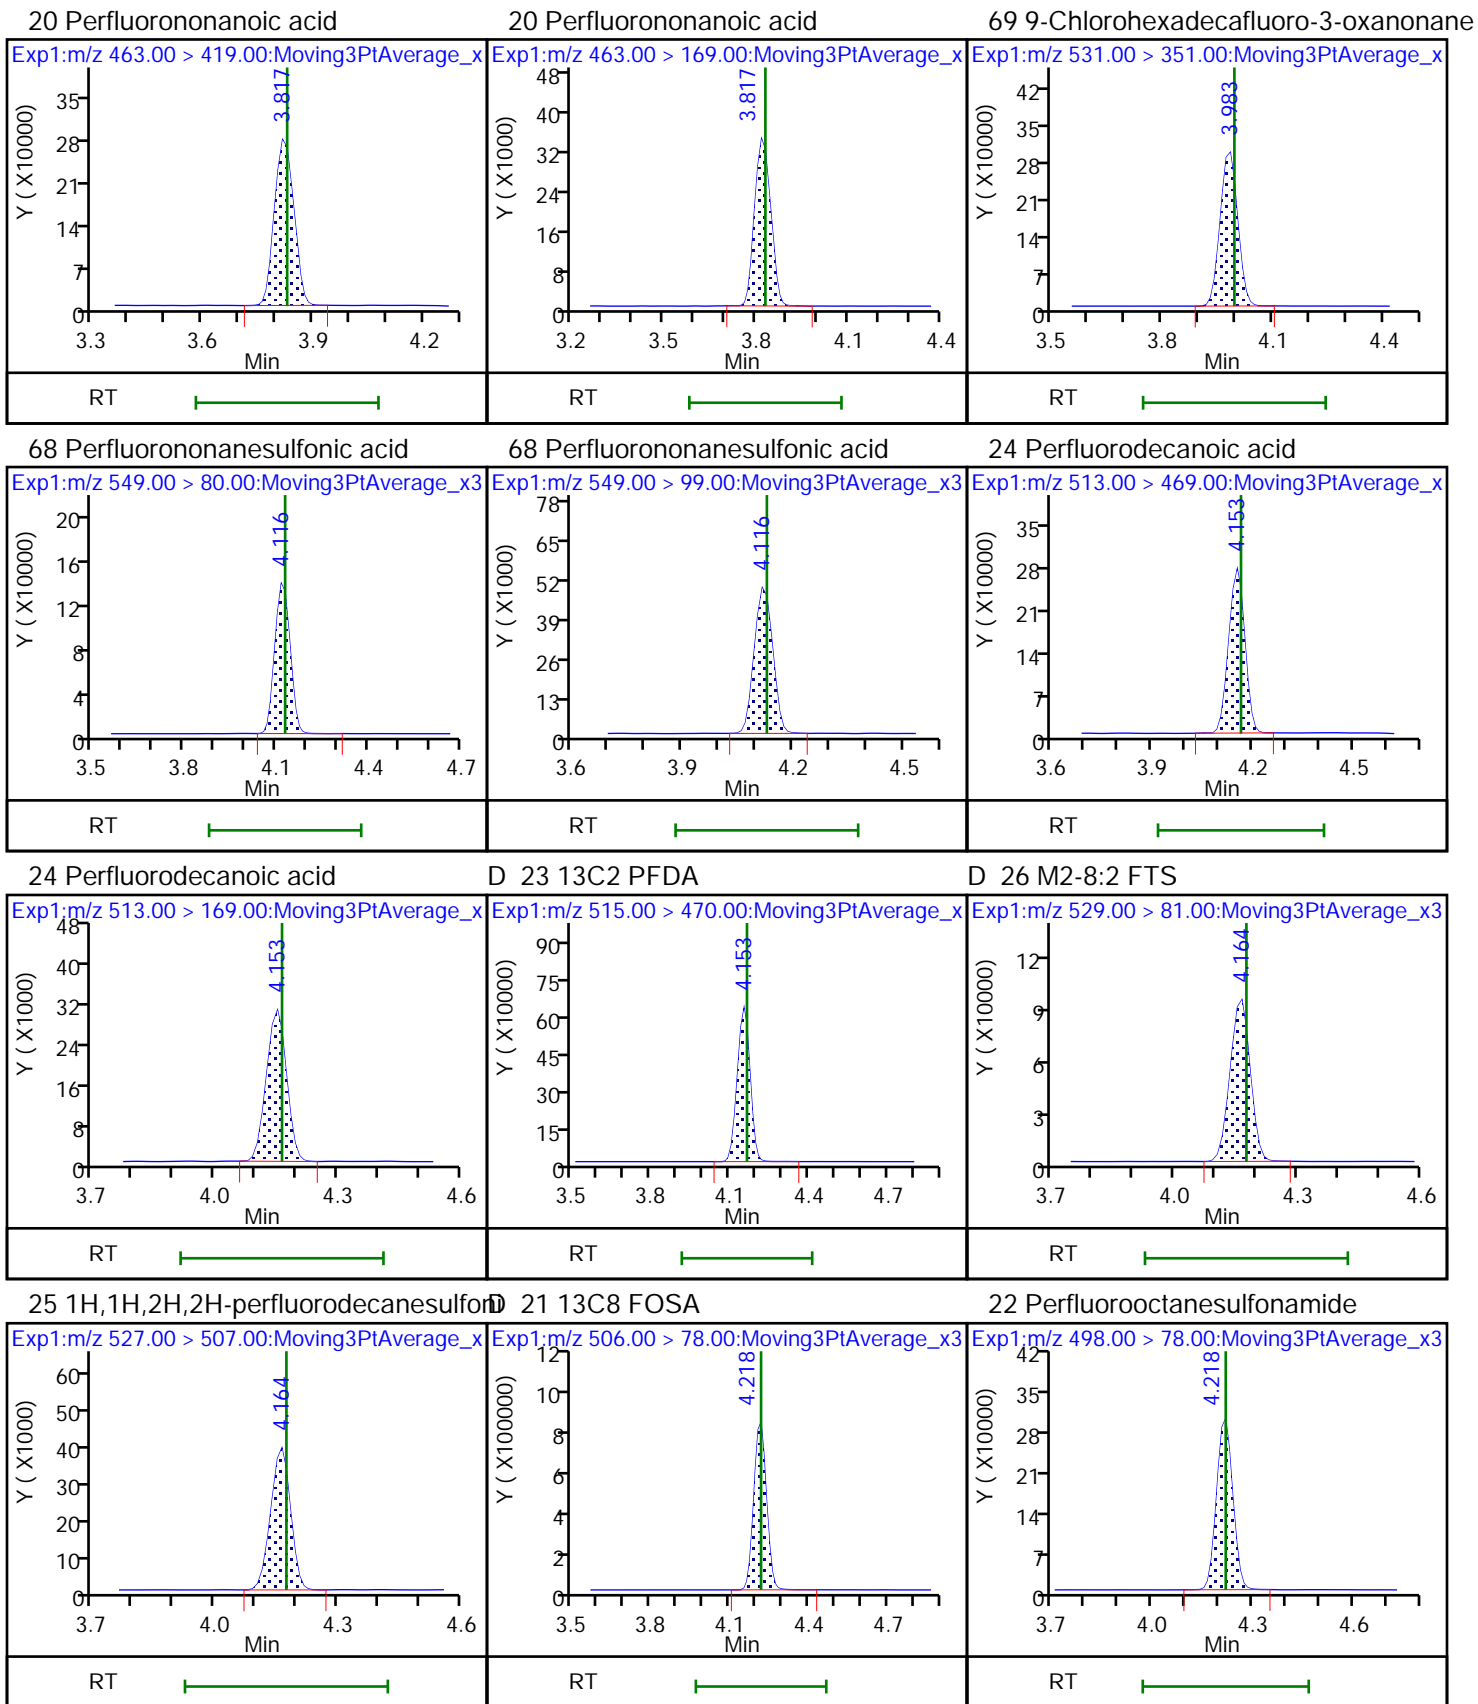 20 Perfluorononanoic acid
Exp1:m/z 463.00 > 419.00:Moving3PtAverage_x
Y ( X10000)
35
28
21
14
7
0
3.817
3.3 3.6 3.9 4.2
Min
RT
20 Perfluorononanoic acid
Exp1:m/z 463.00 > 169.00:Moving3PtAverage_x
Y ( X1000)
48
40
32
24
16
8
0
3.817
3.2 3.5 3.8 4.1 4.4
Min
RT
69 9-Chlorohexadecafluoro-3-oxanonane
Exp1:m/z 531.00 > 351.00:Moving3PtAverage_x
Y ( X10000)
42
35
28
21
14
7
0
3.983
3.5 3.8 4.1 4.4
Min
RT
68 Perfluorononanesulfonic acid
Exp1:m/z 549.00 > 80.00:Moving3PtAverage_x3
Y ( X10000)
20
16
12
8
4
0
4.116
3.5 3.8 4.1 4.4 4.7
Min
RT
68 Perfluorononanesulfonic acid
Exp1:m/z 549.00 > 99.00:Moving3PtAverage_x3
Y ( X1000)
78
65
52
39
26
13
0
4.116
3.6 3.9 4.2 4.5
Min
RT
24 Perfluorodecanoic acid
Exp1:m/z 513.00 > 469.00:Moving3PtAverage_x
Y ( X10000)
35
28
21
14
7
0
4.153
3.6 3.9 4.2 4.5
Min
RT
24 Perfluorodecanoic acid
Exp1:m/z 513.00 > 169.00:Moving3PtAverage_x
Y ( X1000)
48
40
32
24
16
8
0
4.153
3.7 4.0 4.3 4.6
Min
RT
D 23 13C2 PFDA
Exp1:m/z 515.00 > 470.00:Moving3PtAverage_x
Y ( X10000)
90
75
60
45
30
15
0
4.153
3.5 3.8 4.1 4.4 4.7
Min
RT
D 26 M2-8:2 FTS
Exp1:m/z 529.00 > 81.00:Moving3PtAverage_x3
Y ( X10000)
12
9
6
3
0
4.164
3.7 4.0 4.3 4.6
Min
RT
25 1H,1H,2H,2H-perfluorodecanesulfoni
Exp1:m/z 527.00 > 507.00:Moving3PtAverage_x
Y ( X1000)
60
50
40
30
20
10
0
4.164
3.7 4.0 4.3 4.6
Min
RT
D 21 13C8 FOSA
Exp1:m/z 506.00 > 78.00:Moving3PtAverage_x3
Y ( X100000)
12
10
8
6
4
2
0
4.218
3.5 3.8 4.1 4.4 4.7
Min
RT
22 Perfluorooctanesulfonamide
Exp1:m/z 498.00 > 78.00:Moving3PtAverage_x3
Y ( X10000)
42
35
28
21
14
7
0
4.218
3.7 4.0 4.3 4.6
Min
RT